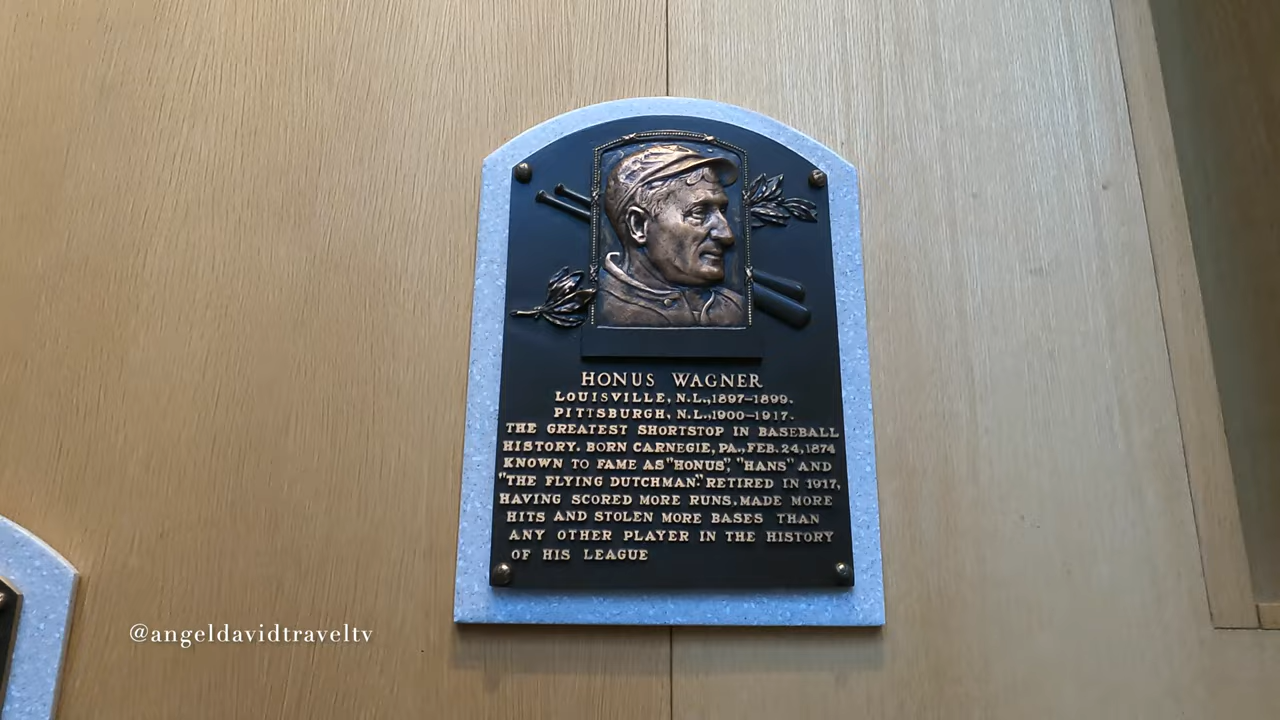 HONUS WAGNER
LOUISVILLE, N.L.,1897-1899.
PITTSBURGH, N.L.,1900-1917.
THE GREATEST SHORTSTOP IN BASEBALL
HISTORY. BORN CARNEGIE, PA., FEB. 24, 1874
KNOWN TO FAME AS "HONUS", "HANS" AND
"THE FLYING DUTCHMAN." RETIRED IN 1917,
HAVING SCORED MORE RUNS, MADE MORE
HITS AND STOLEN MORE BASES THAN
ANY OTHER PLAYER IN THE HISTORY
OF HIS LEAGUE
@angeldavidtraveltv